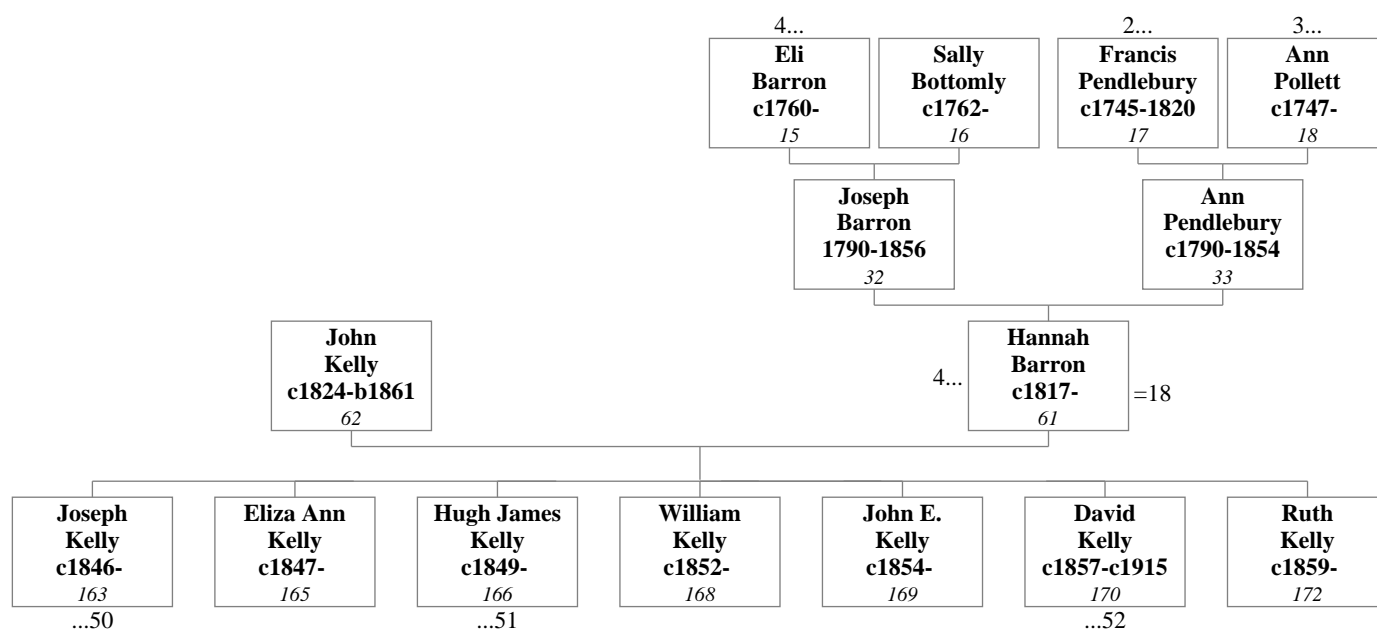 4...
2...
3...
Eli
Barron
c1760-
15
Sally
Bottomly
c1762-
16
Francis
Pendlebury
c1745-1820
17
Ann
Pollett
c1747-
18
Joseph
Barron
1790-1856
32
Ann
Pendlebury
c1790-1854
33
John
Kelly
c1824-b1861
62
4...
Hannah
Barron
c1817-
61
=18
Joseph
Kelly
c1846-
163
...50
Eliza Ann
Kelly
c1847-
165
Hugh James
Kelly
c1849-
166
...51
William
Kelly
c1852-
168
John E.
Kelly
c1854-
169
David
Kelly
c1857-c1915
170
...52
Ruth
Kelly
c1859-
172